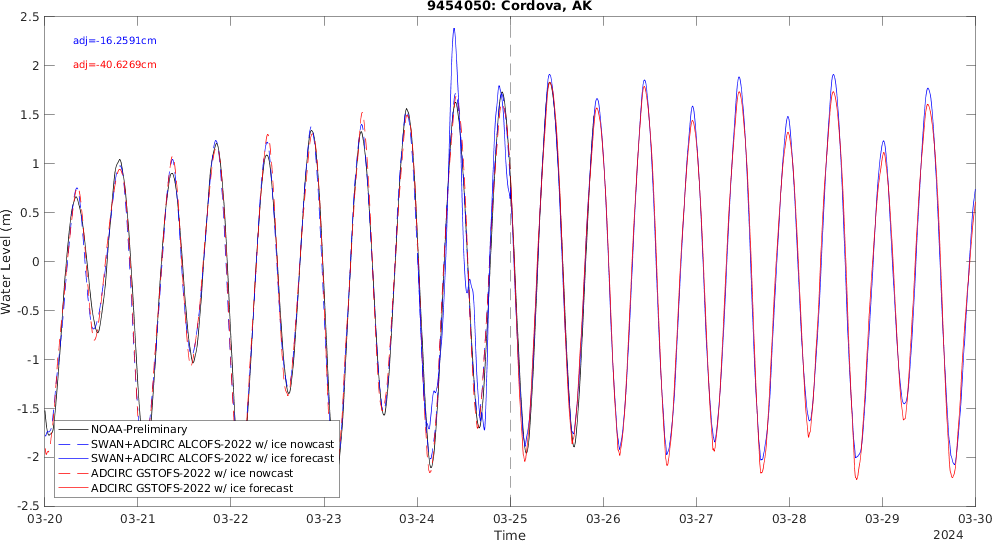 9454050: Cordova, AK
adj=-16.2591cm
adj=-40.6269cm
Water Level (m)
2.5
2
1.5
1
0.5
0
-0.5
-1
-1.5
-2
-2.5
NOAA-Preliminary
SWAN+ADCIRC ALCOFS-2022 w/ ice nowcast
SWAN+ADCIRC ALCOFS-2022 w/ ice forecast
ADCIRC GSTOFS-2022 w/ ice nowcast
ADCIRC GSTOFS-2022 w/ ice forecast
03-20 03-21 03-22 03-23 03-24 03-25 03-26 03-27 03-28 03-29 03-30
Time
2024